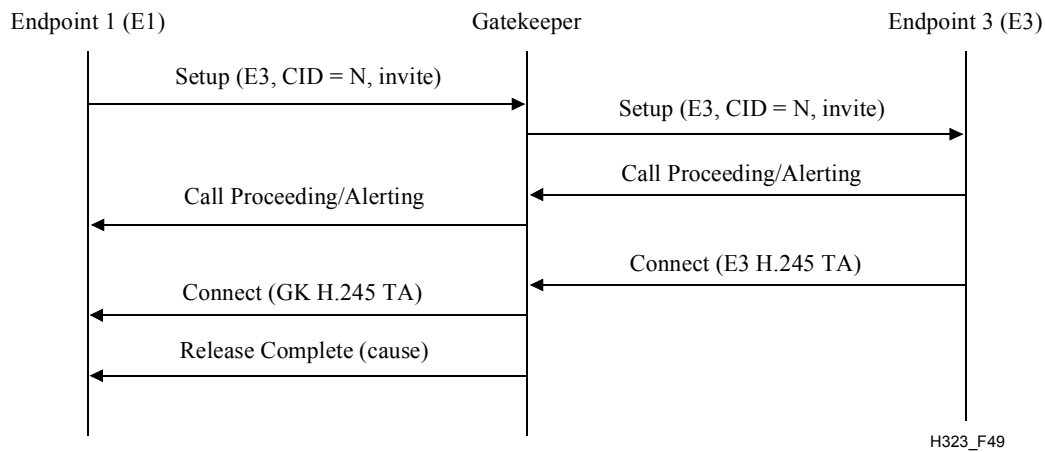 Endpoint 1 (E1)
Gatekeeper
Endpoint 3 (E3)
Setup (E3, CID = N, invite)
Setup (E3, CID = N, invite)
Call Proceeding/Alerting
Call Proceeding/Alerting
Connect (E3 H.245 TA)
Connect (GK H.245 TA)
Release Complete (cause)
H323_F49